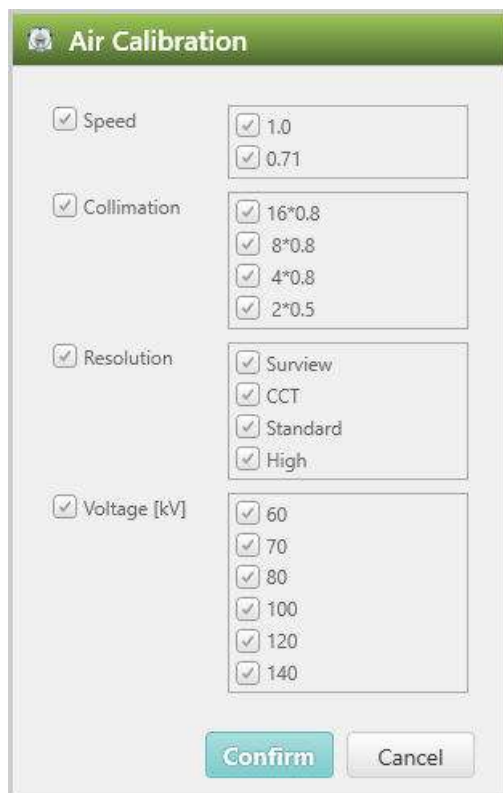 Air Calibration
Speed
1.0
0.71
Collimation
16*0.8
8*0.8
4*0.8
2*0.5
Resolution
Surview
CCT
Standard
High
Voltage [kV]
60
70
80
100
120
140
Confirm
Cancel